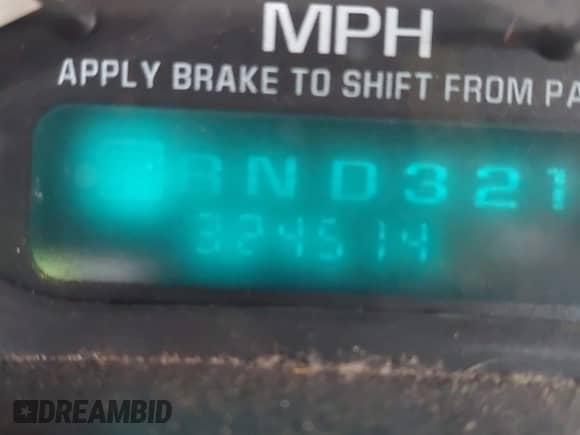 MPH
APPLY BRAKE TO SHIFT FROM PA
RND321
324514
DREAMBID